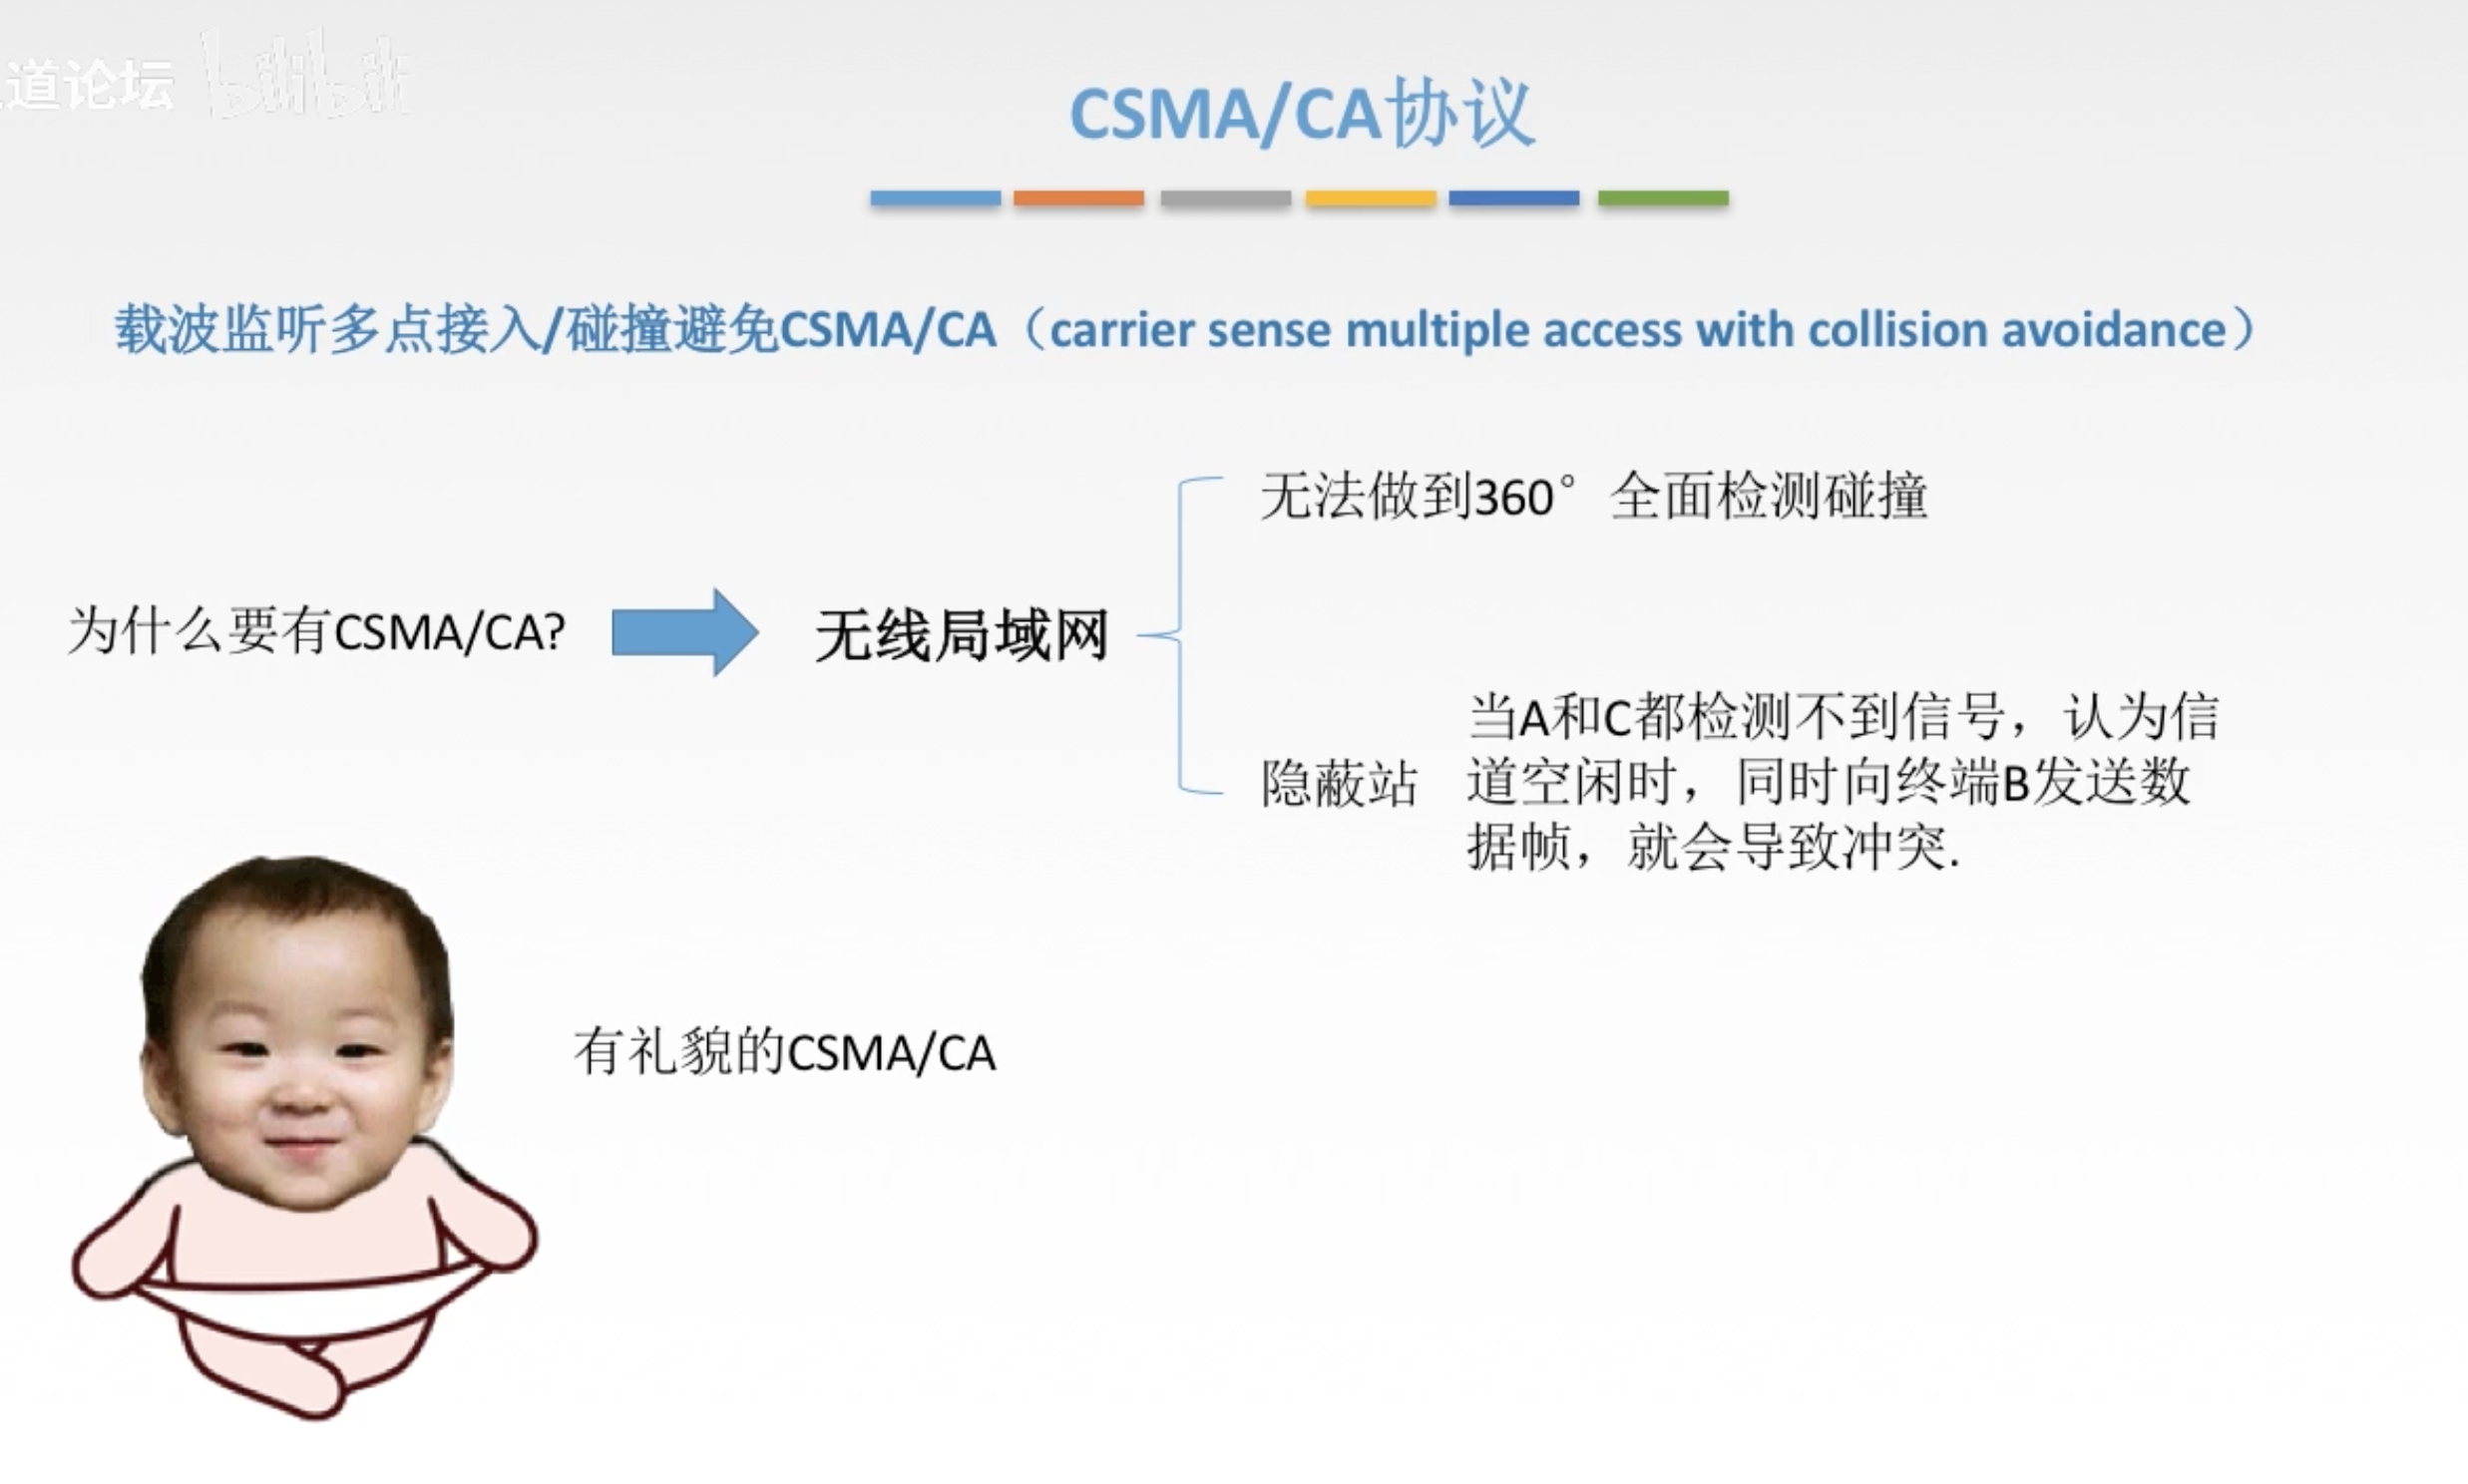 道论坛 bilibili
CSMA/CA协议
载波监听多点接入/碰撞避免CSMA/CA（carrier sense multiple access with collision avoidance）
无法做到360°全面检测碰撞
为什么要有CSMA/CA?
无线局域网
隐蔽站
当A和C都检测不到信号，认为信
道空闲时，同时向终端B发送数
据帧，就会导致冲突.
有礼貌的CSMA/CA